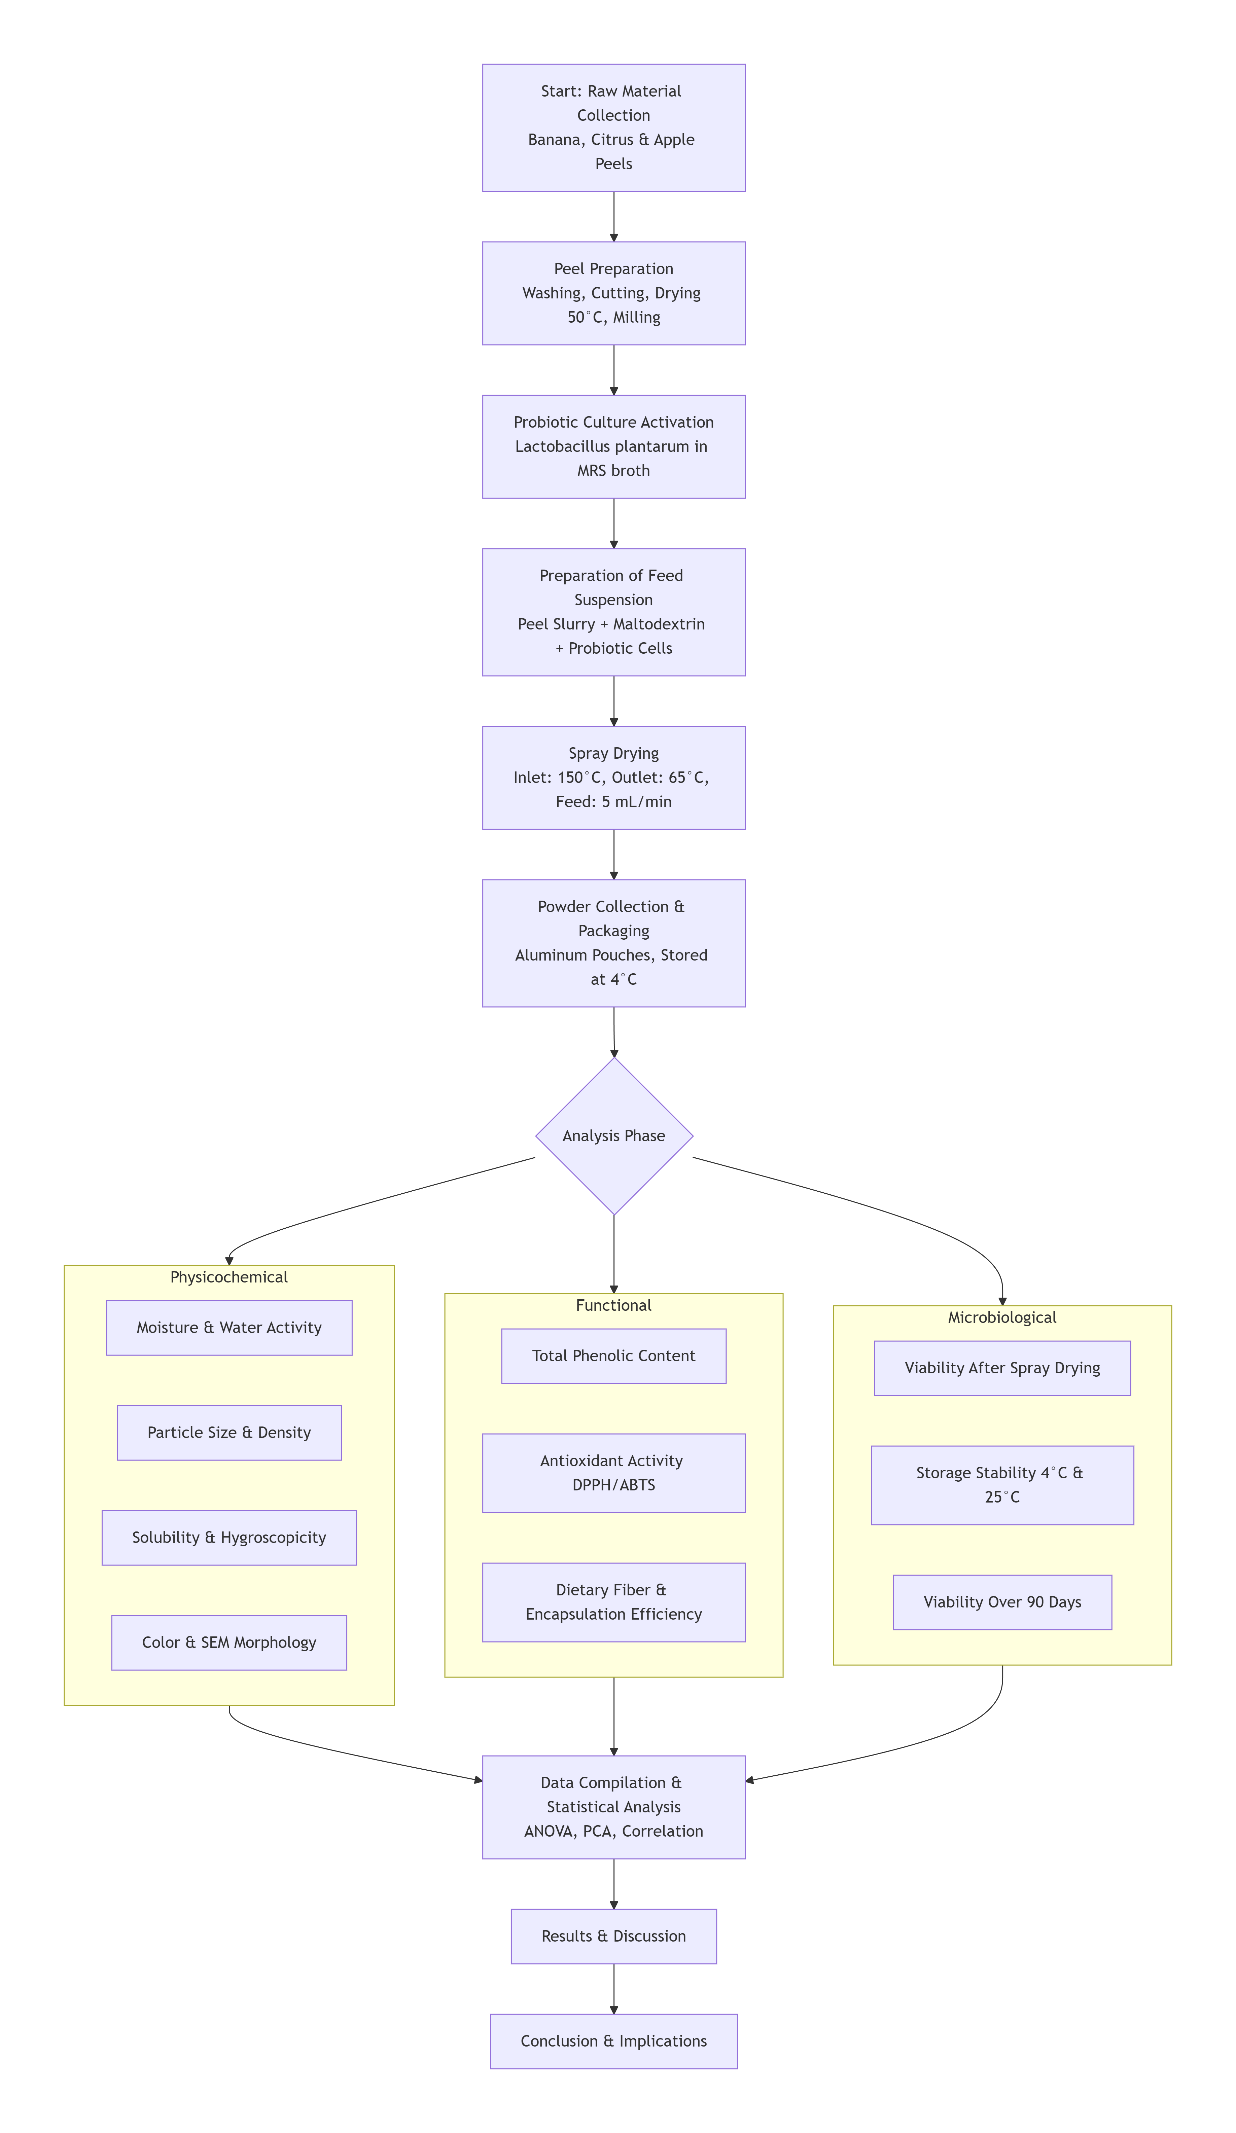 Start: Raw Material
Collection
Banana, Citrus & Apple
Peels
Peel Preparation
Washing, Cutting, Drying
50°C, Milling
Probiotic Culture Activation
Lactobacillus plantarum in
MRS broth
Preparation of Feed
Suspension
Peel Slurry + Maltodextrin
+ Probiotic Cells
Spray Drying
Inlet: 150°C, Outlet: 65°C,
Feed: 5 mL/min
Powder Collection &
Packaging
Aluminum Pouches, Stored
at 4°C
Analysis Phase
Physicochemical
Moisture & Water Activity
Particle Size & Density
Solubility & Hygroscopicity
Color & SEM Morphology
Functional
Total Phenolic Content
Antioxidant Activity
DPPH/ABTS
Dietary Fiber &
Encapsulation Efficiency
Microbiological
Viability After Spray Drying
Storage Stability 4°C &
25°C
Viability Over 90 Days
Data Compilation &
Statistical Analysis
ANOVA, PCA, Correlation
Results & Discussion
Conclusion & Implications